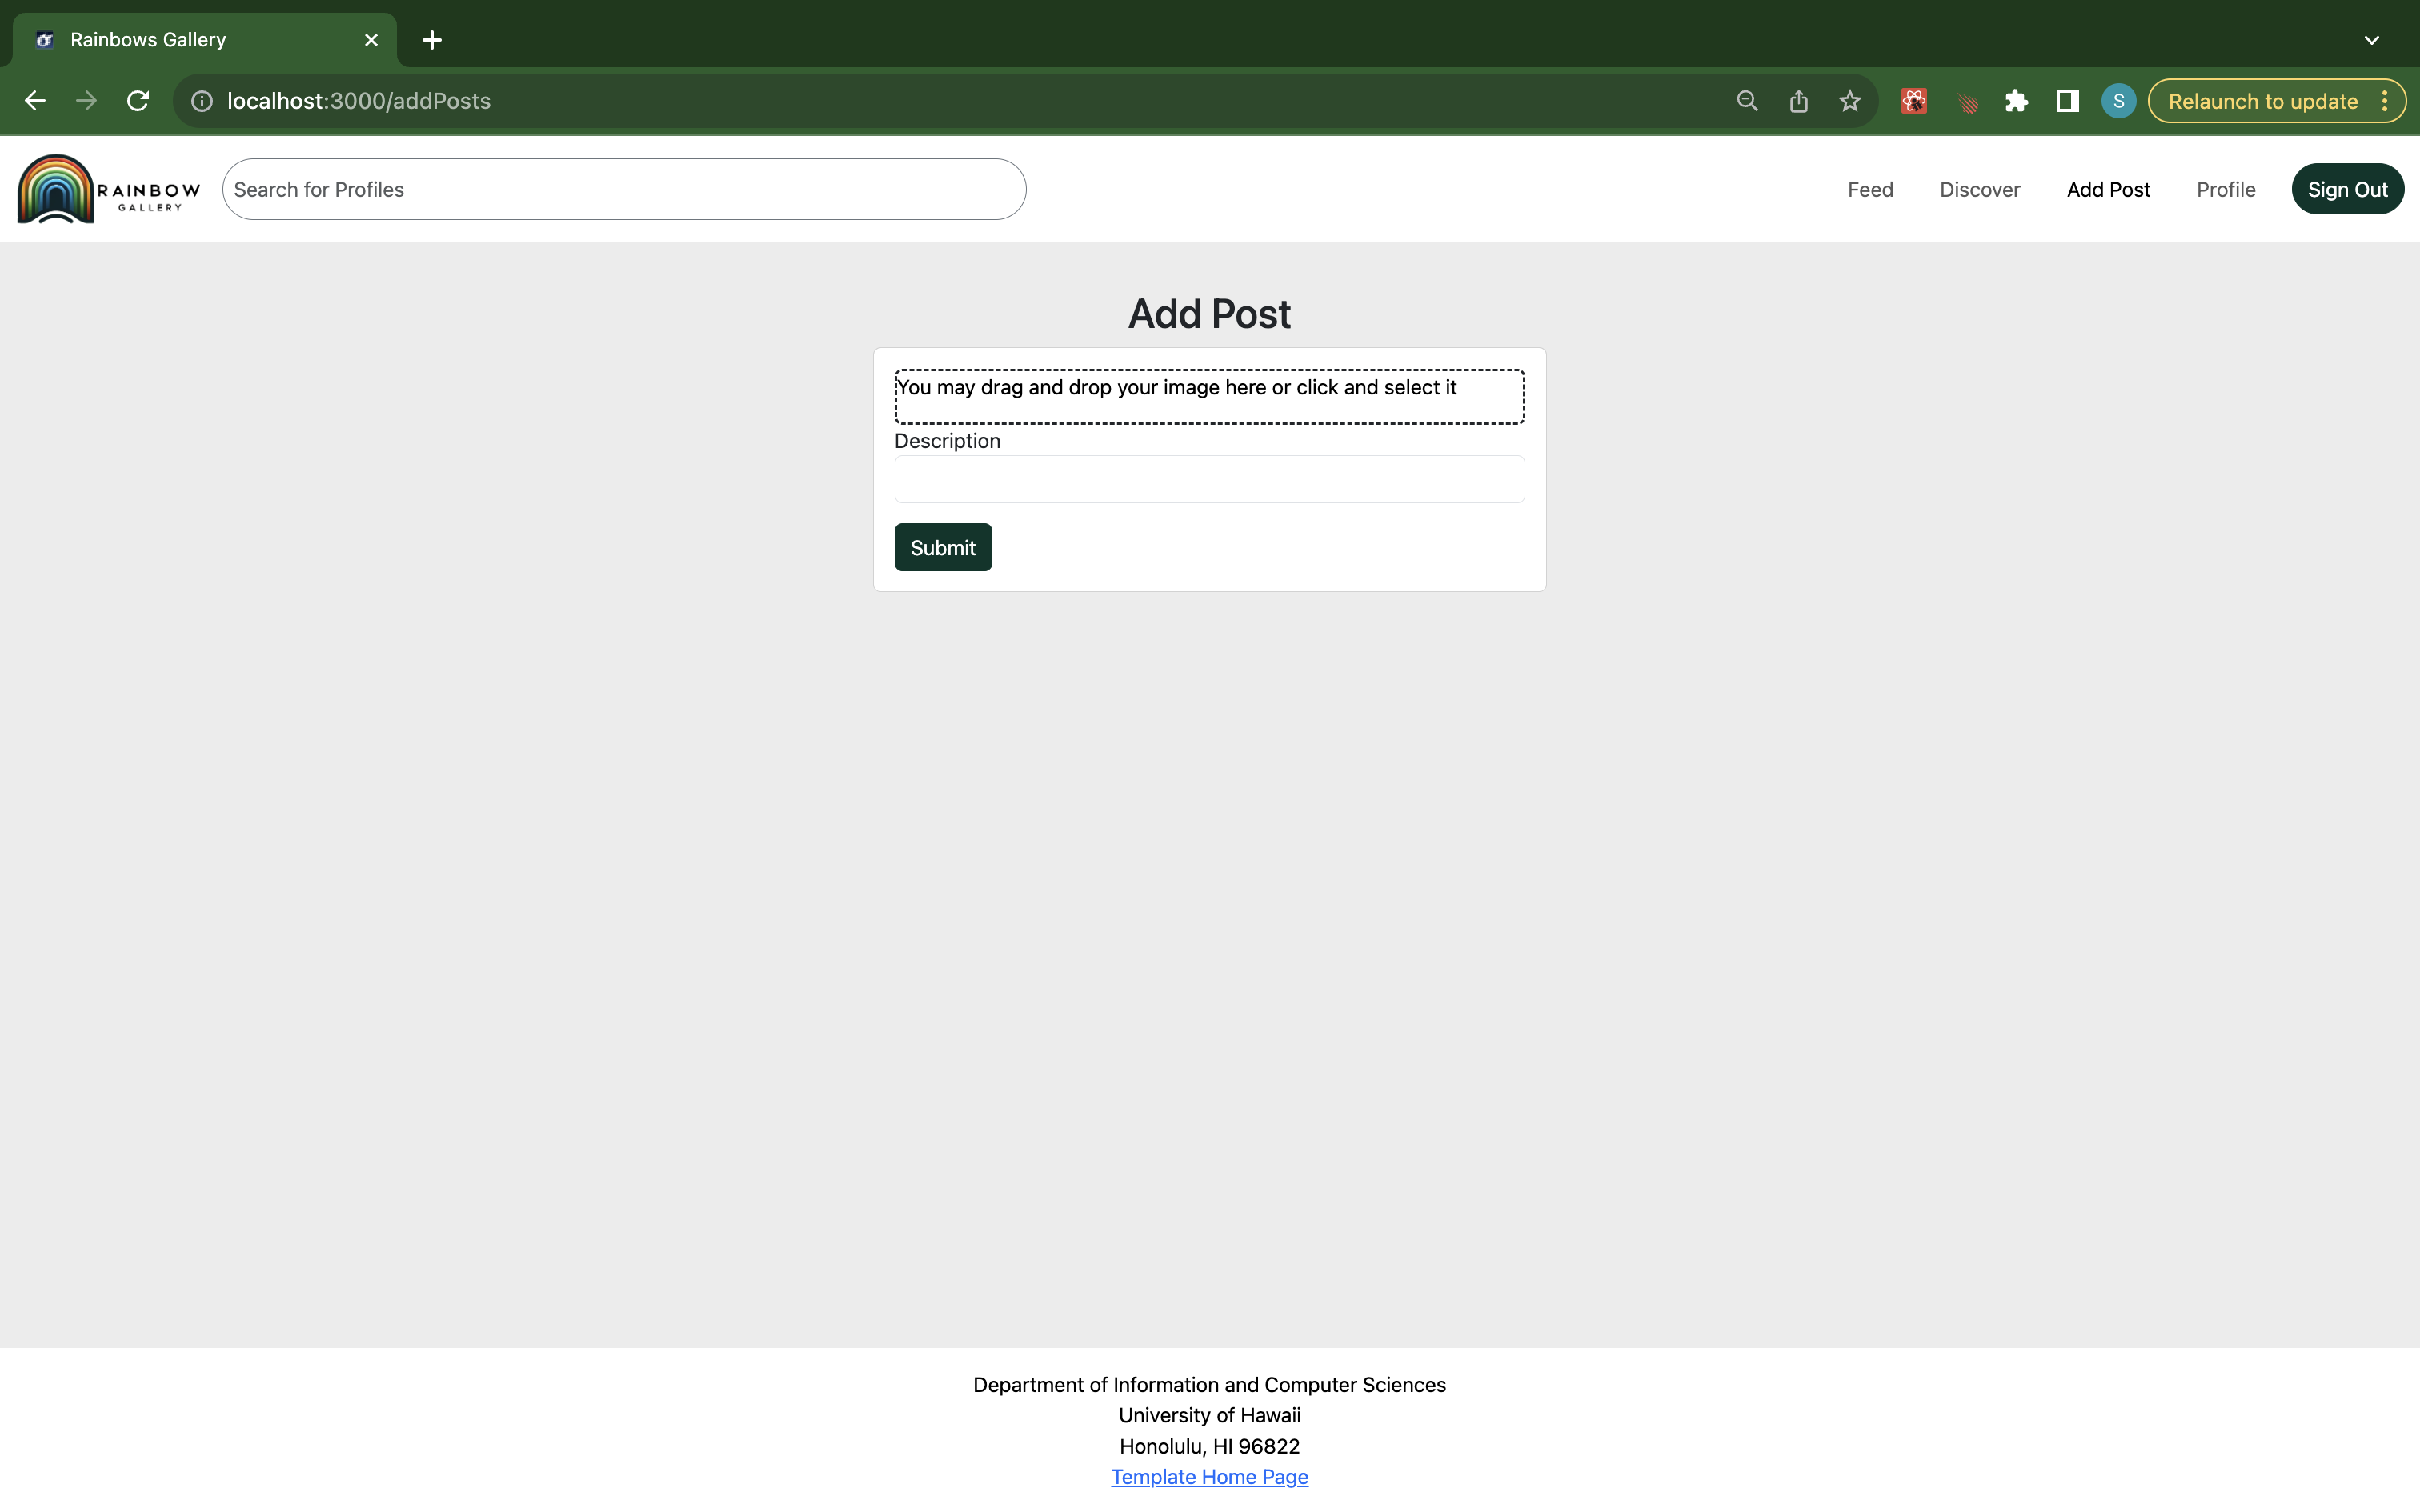 Rainbows Gallery
localhost:3000/addPosts
S
Relaunch to update
RAINBOW
GALLERY
Search for Profiles
Feed
Discover
Add Post
Profile
Sign Out
Add Post
You may drag and drop your image here or click and select it
Description
Submit
Department of Information and Computer Sciences
University of Hawaii
Honolulu, HI 96822
Template Home Page